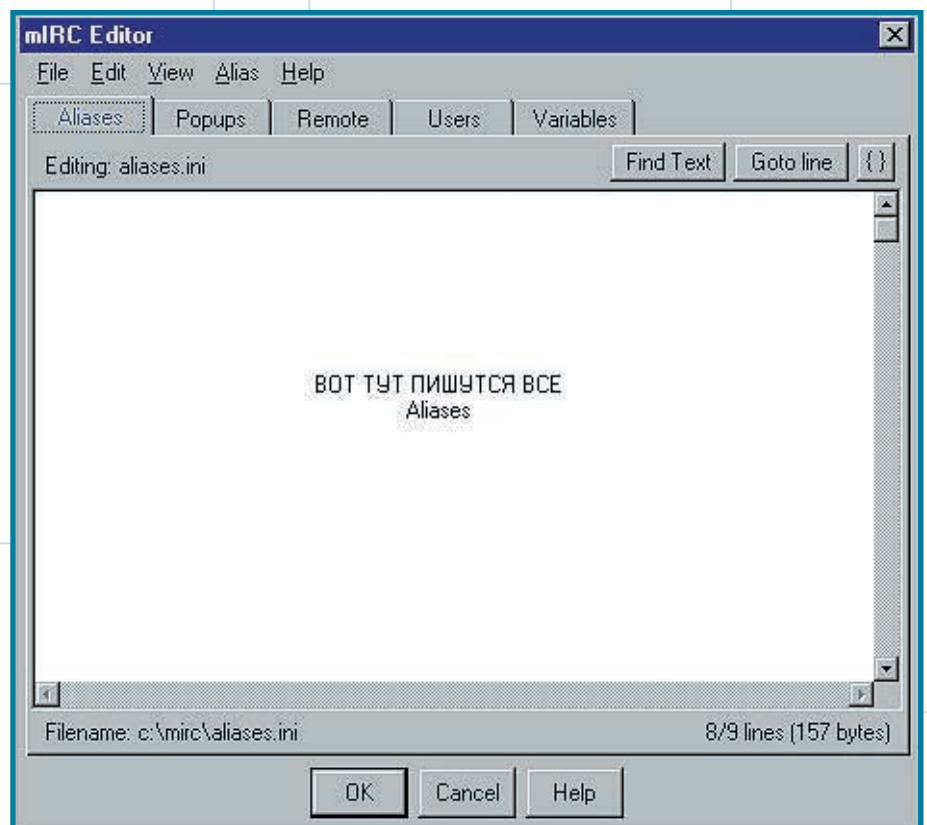 mIRC Editor
File Edit View Alias Help
Aliases Popups Remote Users Variables
Editing: aliases.ini Find Text Goto line { }
ВОТ ТУТ ПИШУТСЯ ВСЕ
Aliases
Filename: c:\mirc\aliases.ini 8/9 lines (157 bytes)
OK Cancel Help